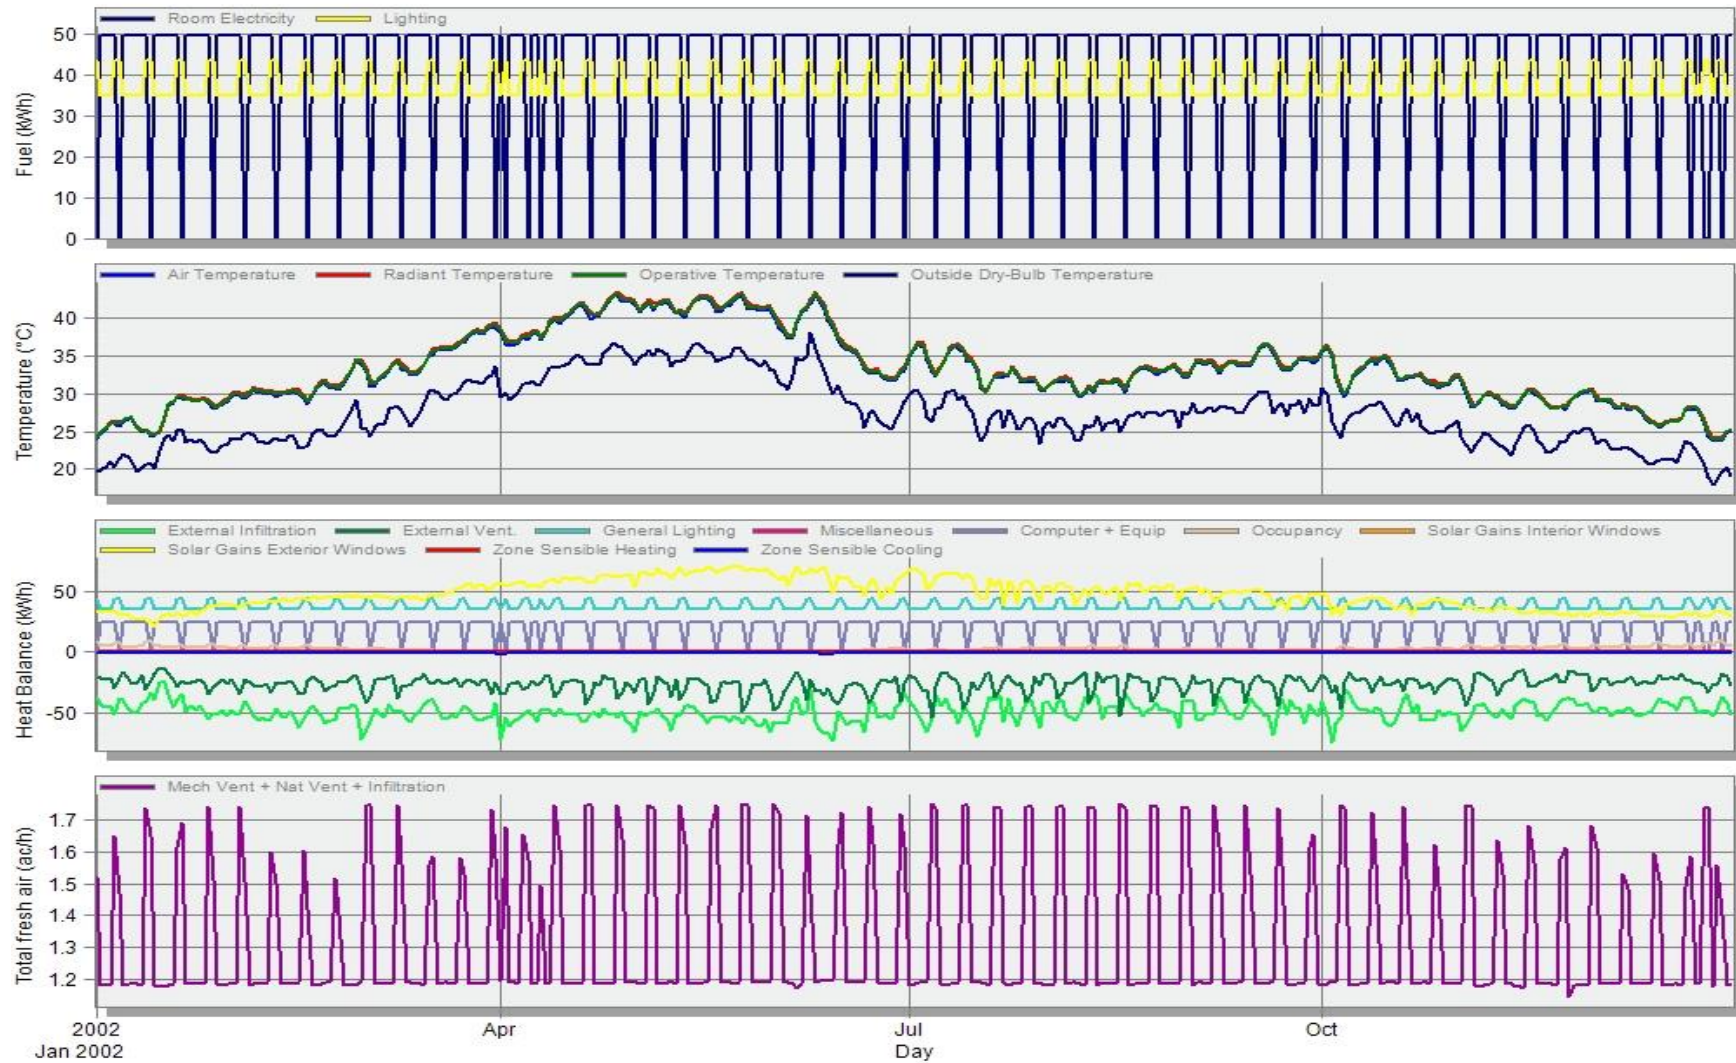 Room Electricity Lighting
50
40
30
20
10
0
Fuel (kWh)
Air Temperature Radiant Temperature Operative Temperature Outside Dry-Bulb Temperature
40
35
30
25
20
Temperature (°C)
External Infiltration External Vent. General Lighting Miscellaneous Computer + Equip Occupancy Solar Gains Interior Windows
Solar Gains Exterior Windows Zone Sensible Heating Zone Sensible Cooling
50
0
-50
Heat Balance (kWh)
Mech Vent + Nat Vent + Infiltration
1.7
1.6
1.5
1.4
1.3
1.2
Total fresh air (ac/h)
2002 Apr Jul Oct
Jan 2002 Day